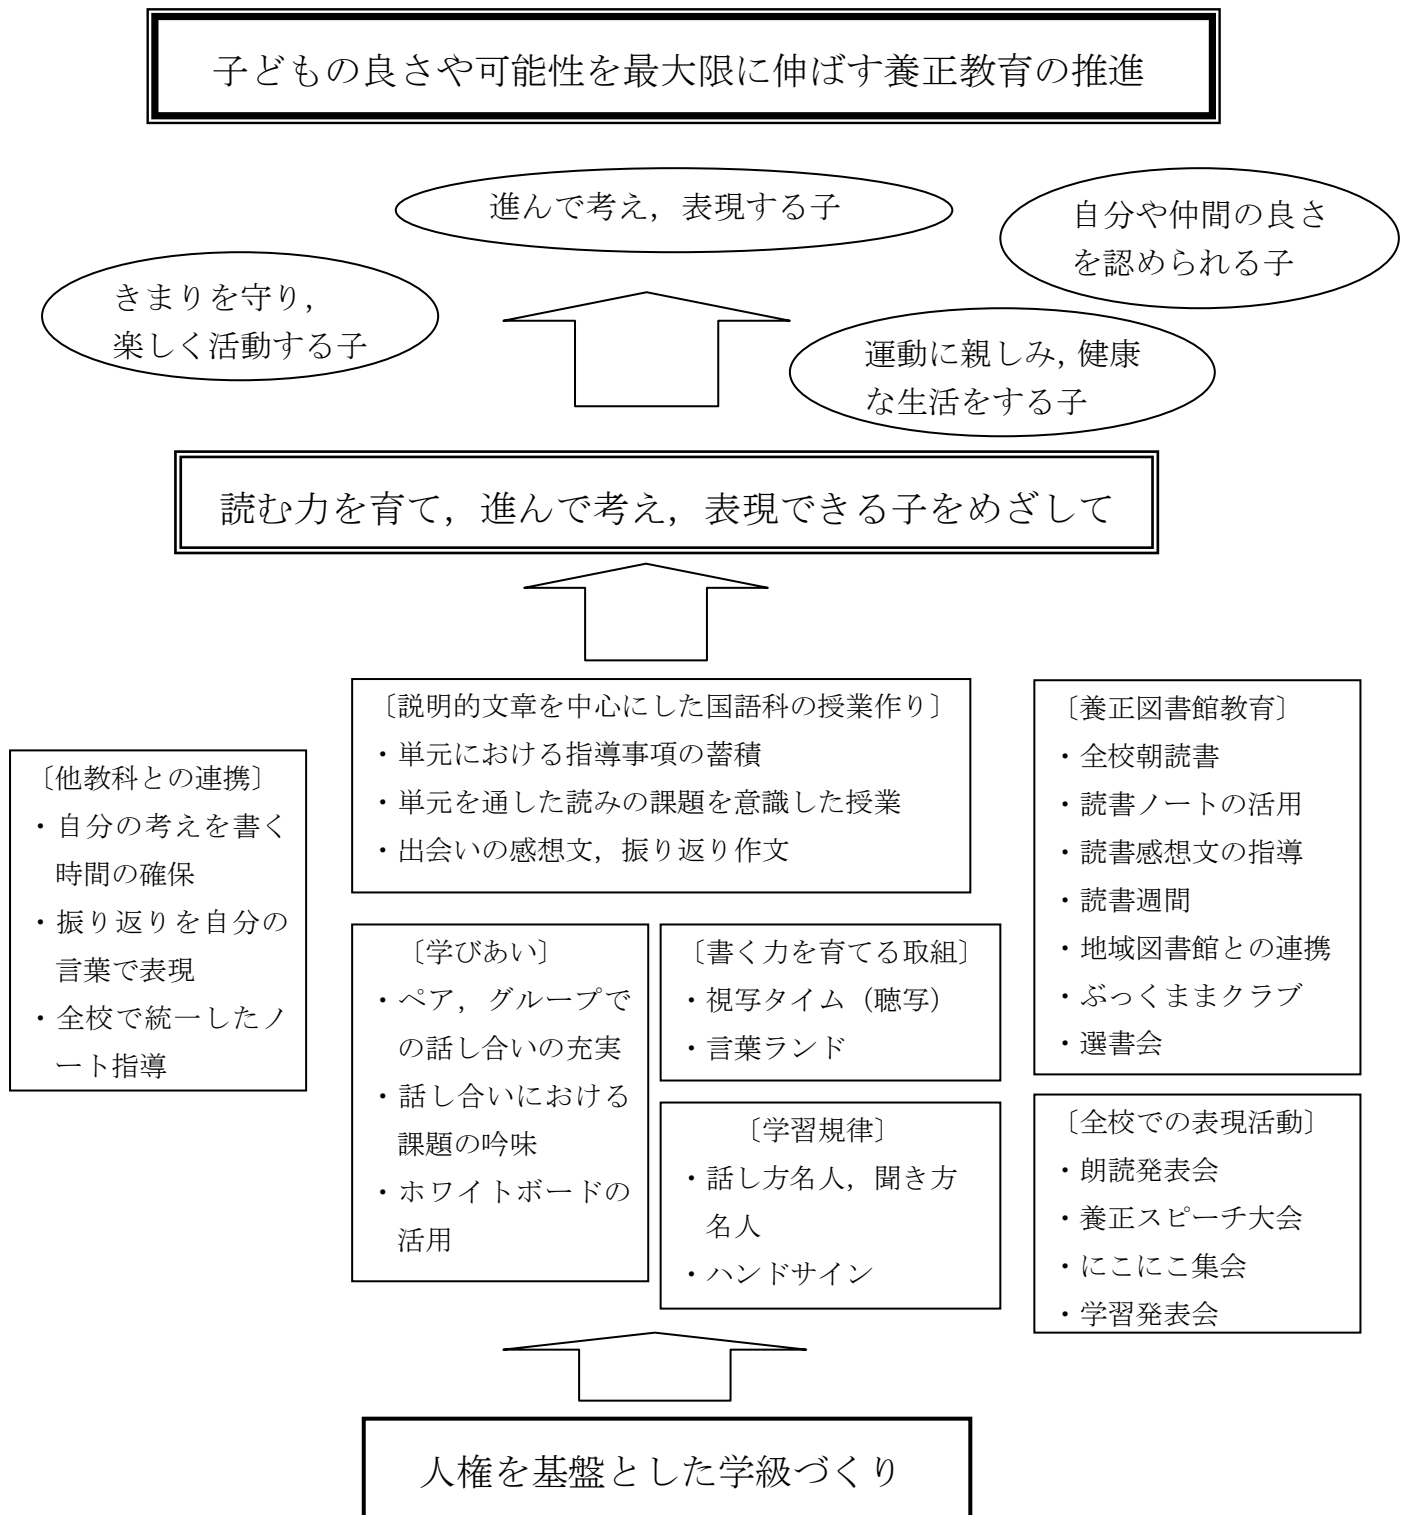 子どもの良さや可能性を最大限に伸ばす養正教育の推進
進んで考え，表現する子
自分や仲間の良さ
を認められる子
きまりを守り，
楽しく活動する子
運動に親しみ，健康
な生活をする子
読む力を育て，進んで考え，表現できる子をめざして
〔他教科との連携〕
・自分の考えを書く
時間の確保
・振り返りを自分の
言葉で表現
・全校で統一したノ
ート指導
〔説明的文章を中心にした国語科の授業作り〕
・単元における指導事項の蓄積
・単元を通した読みの課題を意識した授業
・出会いの感想文，振り返り作文
〔学びあい〕
・ペア，グループで
の話し合いの充実
・話し合いにおける
課題の吟味
・ホワイトボードの
活用
〔書く力を育てる取組〕
・視写タイム（聴写）
・言葉ランド
〔学習規律〕
・話し方名人，聞き方
名人
・ハンドサイン
〔養正図書館教育〕
・全校朝読書
・読書ノートの活用
・読書感想文の指導
・読書週間
・地域図書館との連携
・ぶっくままクラブ
・選書会
〔全校での表現活動〕
・朗読発表会
・養正スピーチ大会
・にこにこ集会
・学習発表会
人権を基盤とした学級づくり